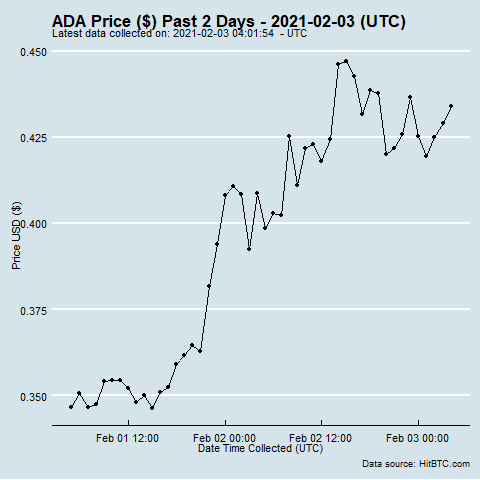 ADA Price ($) Past 2 Days - 2021-02-03 (UTC)
Latest data collected on: 2021-02-03 04:01:54  - UTC
0.450
0.425
0.400
0.375
0.350
Price USD ($)
Feb 01 12:00
Feb 02 00:00
Feb 02 12:00
Feb 03 00:00
Date Time Collected (UTC)
Data source: HitBTC.com